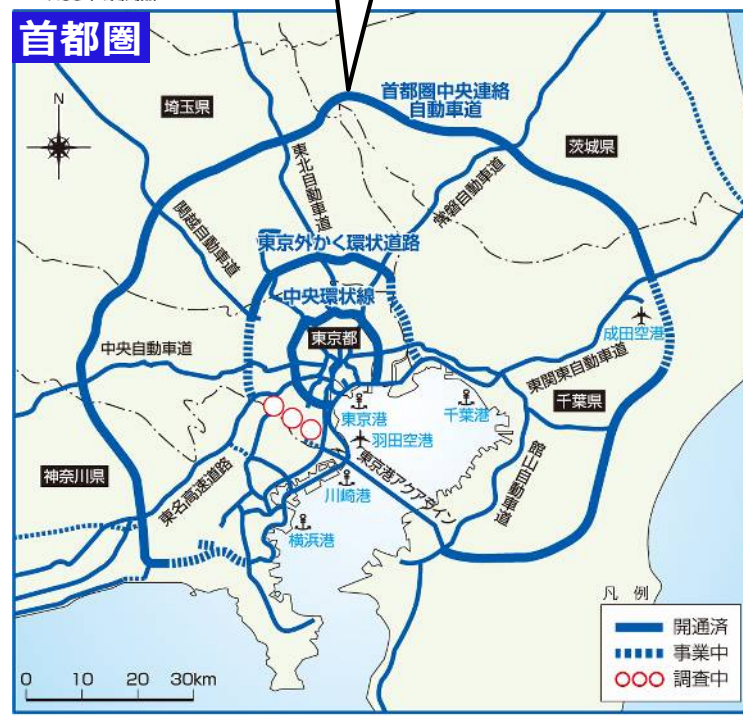 首都圏
首都圏中央連絡
自動車道
埼玉県
茨城県
N
東北自動車道
常磐自動車道
関越自動車道
東京外かく環状道路
中央環状線
東京都
中央自動車道
成田空港
東関東自動車道
千葉県
東京港
千葉港
羽田空港
神奈川県
東名高速道路
川崎港
東京港アクアライン
館山自動車道
横浜港
凡 例
開通済
事業中
調査中
0 10 20 30km